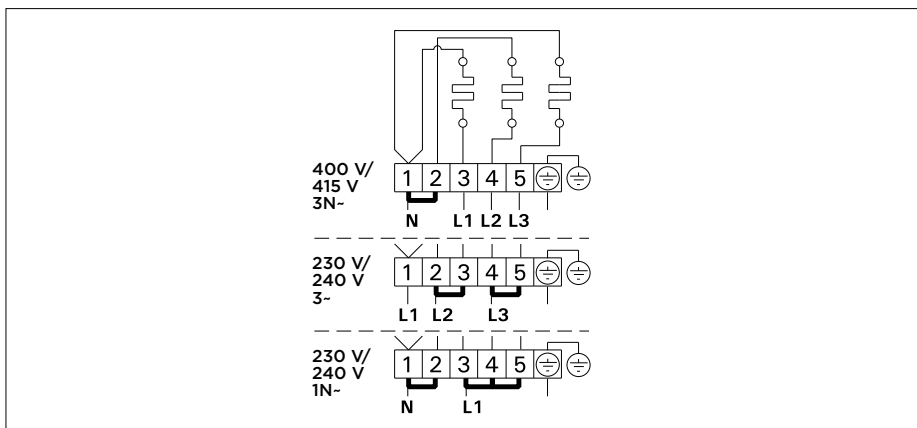 400 V/
415 V
3N~
1 2 3 4 5
N L1 L2 L3
230 V/
240 V
3~
1 2 3 4 5
L1 L2 L3
230 V/
240 V
1N~
1 2 3 4 5
N L1